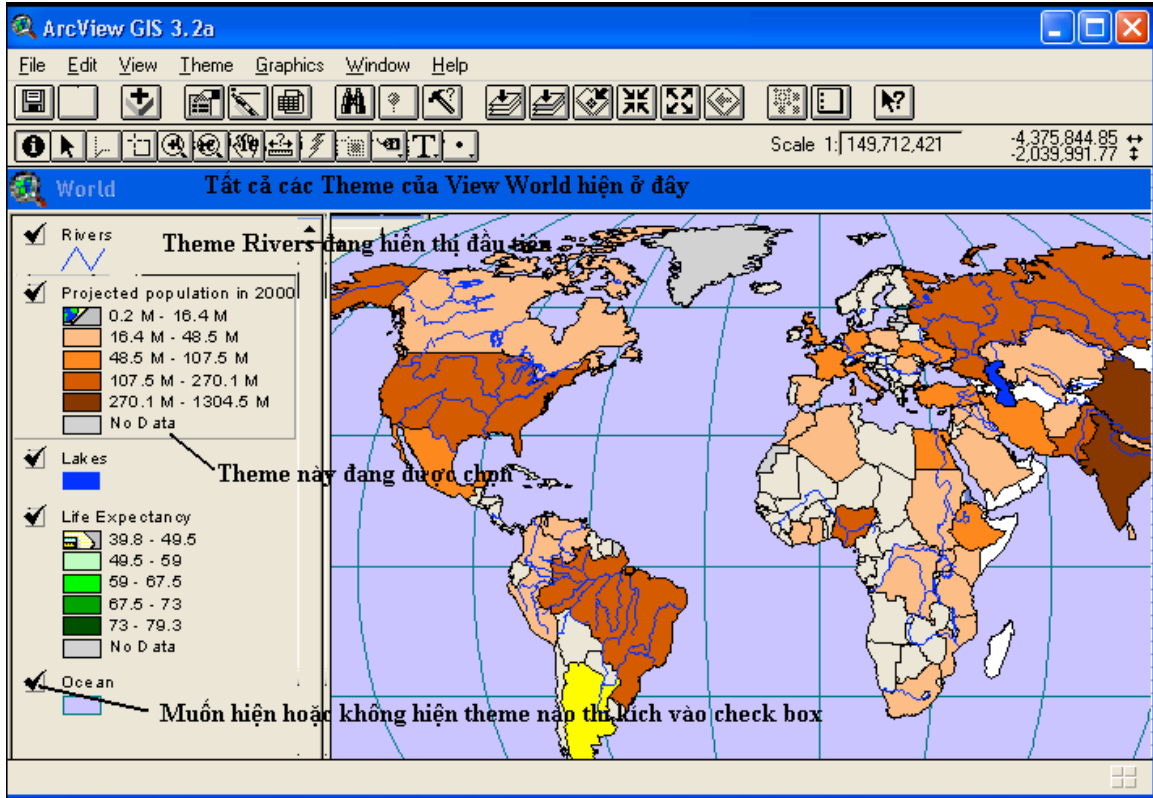 ArcView GIS 3.2a
File Edit View Theme Graphics Window Help
Scale 1: 149,712,421
-4,375,844.85
-2,039,991.77
World
Tất cả các Theme của View World hiện ở đây
Rivers
Theme Rivers đang hiển thị đầu tiên
Projected population in 2000
0.2 M - 16.4 M
16.4 M - 48.5 M
48.5 M - 107.5 M
107.5 M - 270.1 M
270.1 M - 1304.5 M
No Data
Lakes
Theme này đang được chọn
Life Expectancy
39.8 - 49.5
49.5 - 59
59 - 67.5
67.5 - 73
73 - 79.3
No Data
Ocean
Muốn hiện hoặc không hiện theme nào thì kích vào check box